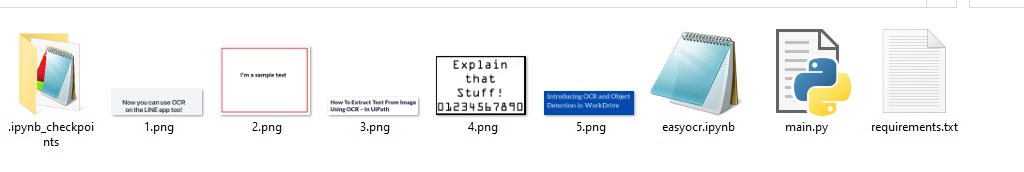 Now you can use OCR
on the LINE app too!
I'm a sample text
How To Extract Text From Image
Using OCR - In UiPath
Explain
that
Stuff!
01234567890
Introducing OCR and Object
Detection in WorkDrive
.ipynb_checkpoi
nts
1.png
2.png
3.png
4.png
5.png
easyocr.ipynb
main.py
requirements.txt